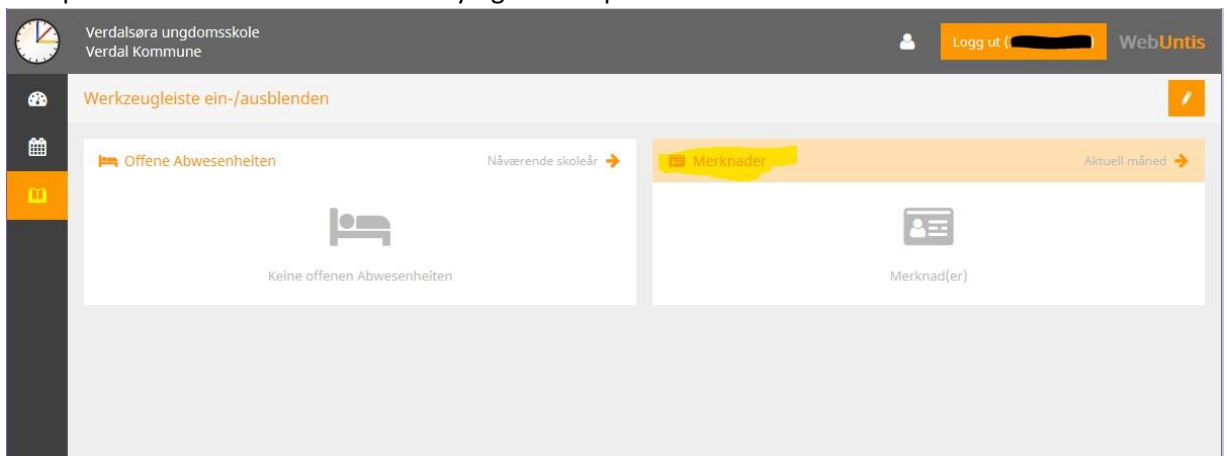 Verdalsøra ungdomsskole
Verdal Kommune
Logg ut (
)
WebUntis
Werkzeugleiste ein-/ausblenden
Offene Abwesenheiten
Nåværende skoleår
Merknader
Aktuell måned
Keine offenen Abwesenheiten
Merknad(er)